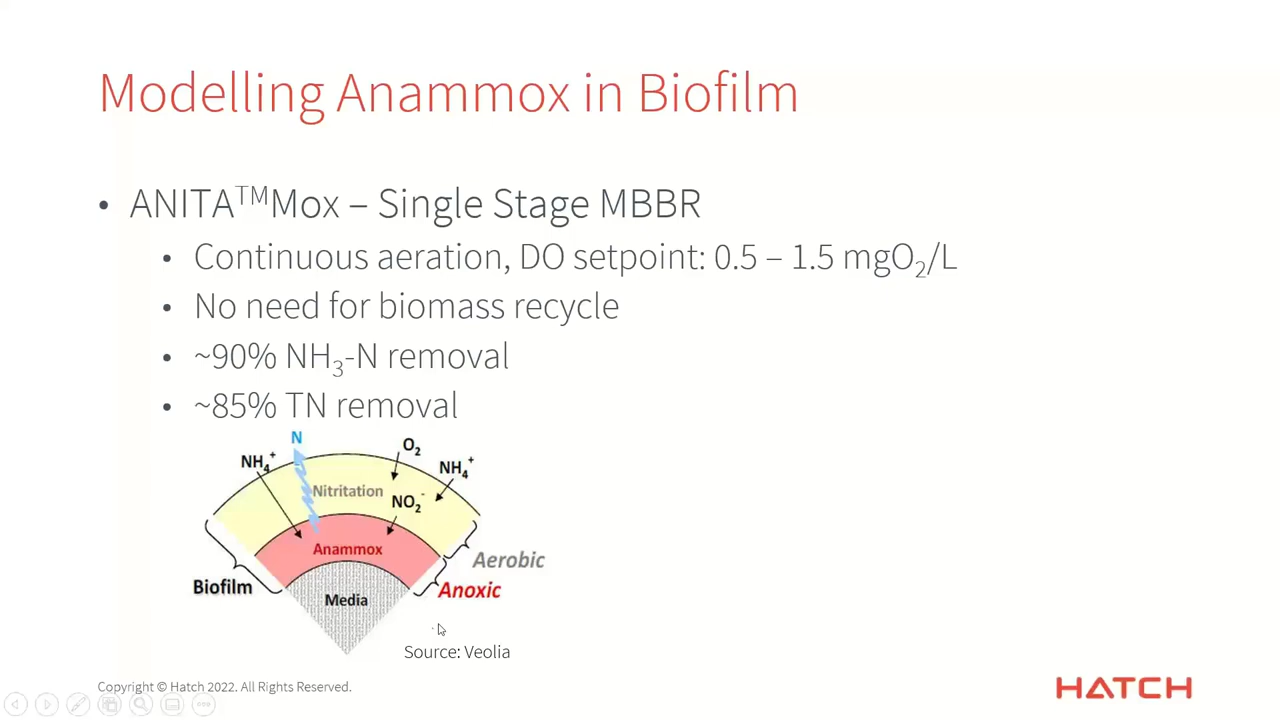 Modelling Anammox in Biofilm
• ANITA™Mox – Single Stage MBBR
• Continuous aeration, DO setpoint: 0.5 – 1.5 mgO₂/L
• No need for biomass recycle
• ~90% NH₃-N removal
• ~85% TN removal
N
O₂
NH₄⁺
NH₄⁺
Nitritation
NO₂⁻
Anammox
Aerobic
Biofilm
Anoxic
Media
Source: Veolia
Copyright © Hatch 2022. All Rights Reserved.
HATCH